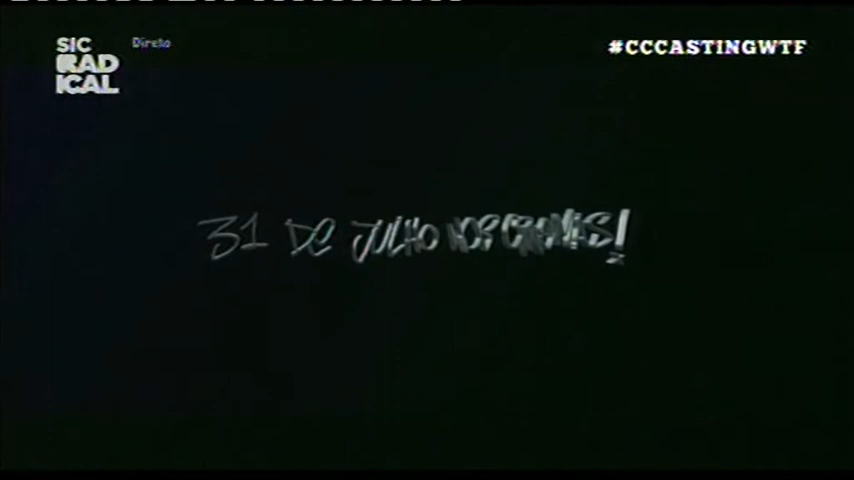 SIC
RADICAL
Direto
#CCCASTINGWTF
31 DE JULHO NOS CINEMAS!